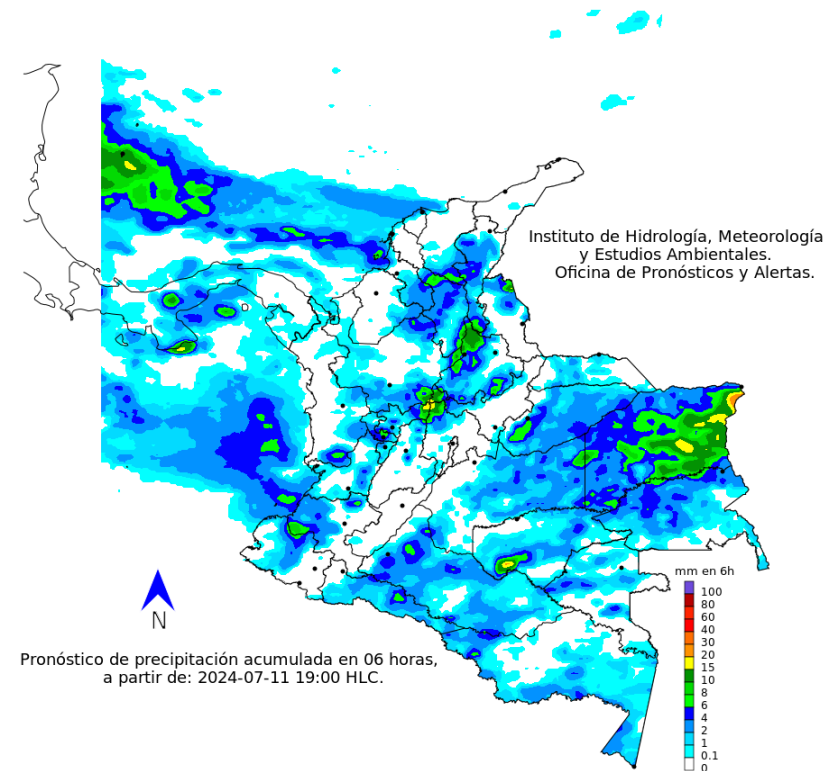 Instituto de Hidrología, Meteorología
y Estudios Ambientales.
Oficina de Pronósticos y Alertas.
mm en 6h
100
80
60
40
30
20
15
10
8
6
4
2
1
0.1
0
N
Pronóstico de precipitación acumulada en 06 horas,
a partir de: 2024-07-11 19:00 HLC.